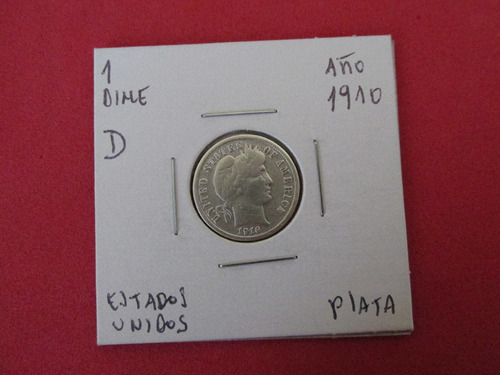 1 DIME
AÑO 1910
D
UNITED STATES OF AMERICA
1910
ESTADOS
UNIDOS
PLATA